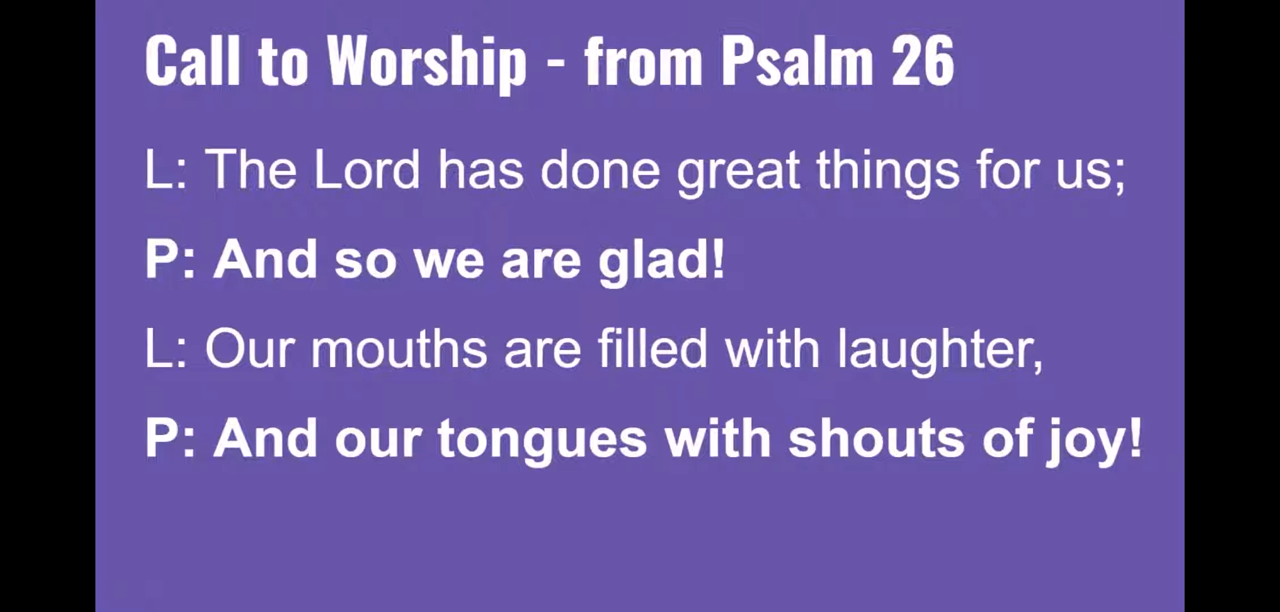 Call to Worship - from Psalm 26
L: The Lord has done great things for us;
P: And so we are glad!
L: Our mouths are filled with laughter,
P: And our tongues with shouts of joy!